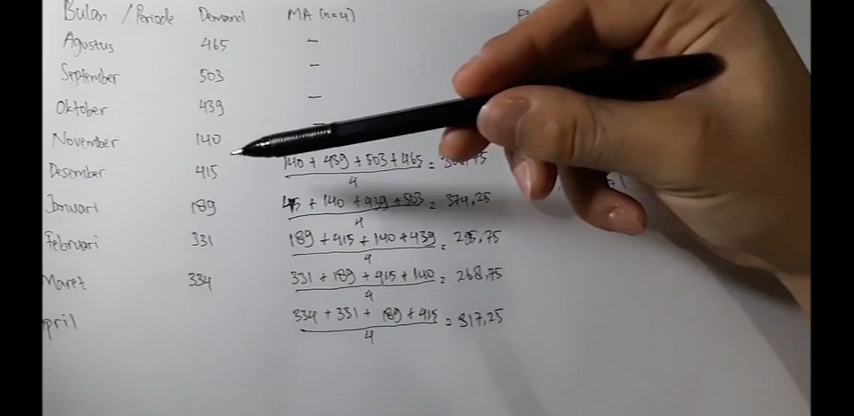 Bulan / Periode Demand MA (n=4)
Agustus 465 -
September 503 -
Oktober 439 -
November 140
Desember 415 140 + 439 + 503 + 465 / 4 =
Januari 189 415 + 140 + 439 + 503 / 4 = 374,25
Februari 331 189 + 415 + 140 + 439 / 4 = 295,75
Maret 334 331 + 189 + 415 + 140 / 4 = 268,75
pril 334 + 331 + 189 + 415 / 4 = 317,25